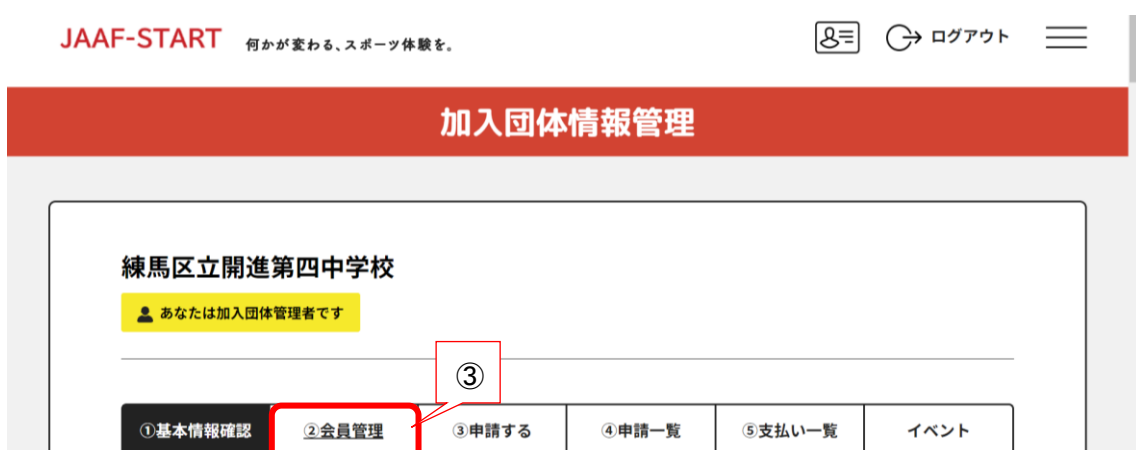 JAAF-START 何かが変わる、スポーツ体験を。 ログアウト
加入団体情報管理
練馬区立開進第四中学校
あなたは加入団体管理者です
③
①基本情報確認 ②会員管理 ③申請する ④申請一覧 ⑤支払い一覧 イベント